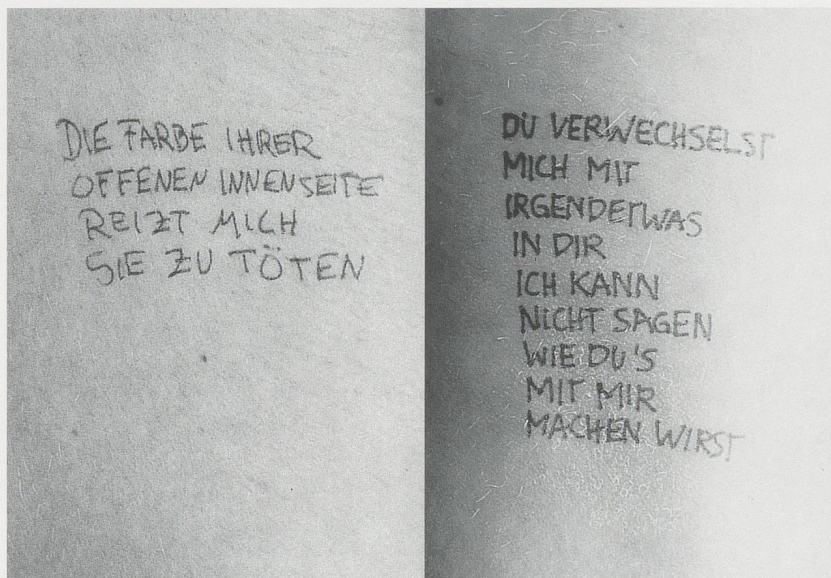 DIE FARBE IHRER
OFFENEN INNENSEITE
REIZT MICH
SIE ZU TÖTEN
DU VERWECHSELST
MICH MIT
IRGENDETWAS
IN DIR
ICH KANN
NICHT SAGEN
WIE DU'S
MIT MIR
MACHEN WIRST